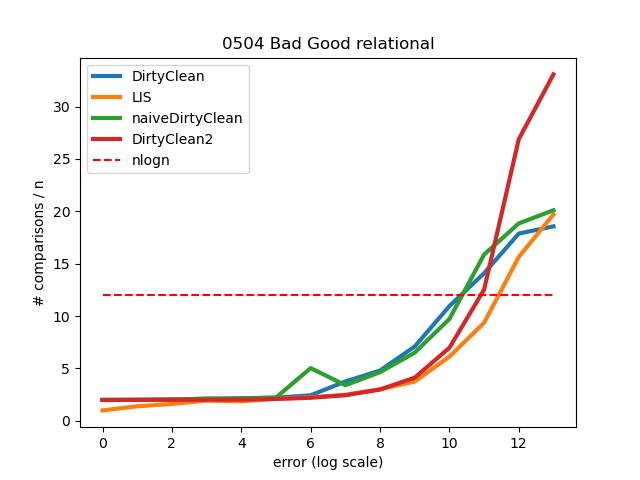 0504 Bad Good relational
DirtyClean
LIS
naiveDirtyClean
DirtyClean2
nlogn
# comparisons / n
30
25
20
15
10
5
0
0 2 4 6 8 10 12
error (log scale)